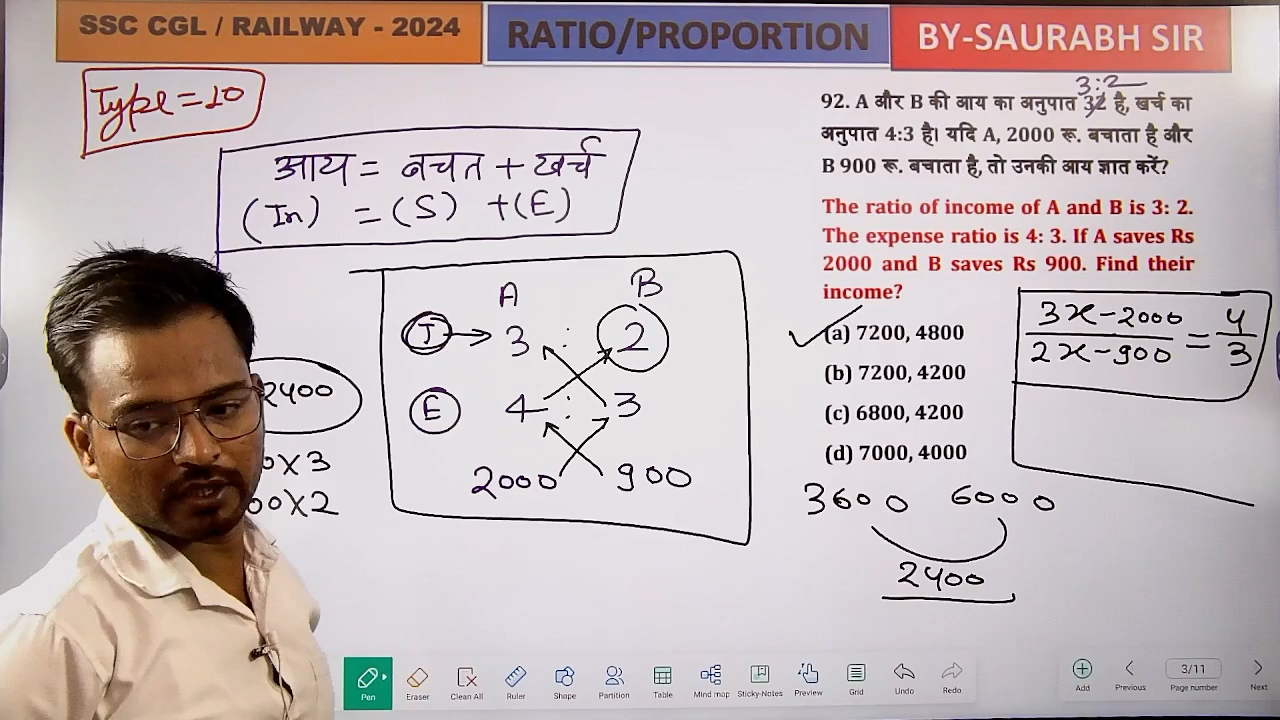 SSC CGL / RAILWAY - 2024
RATIO/PROPORTION
BY-SAURABH SIR
Type=10
आय = बचत + खर्च
(In) = (S) +(E)
3:2
92. A और B की आय का अनुपात 32 है, खर्च का
अनुपात 4:3 है। यदि A, 2000 रू. बचाता है और
B 900 रू. बचाता है, तो उनकी आय ज्ञात करें?
The ratio of income of A and B is 3: 2.
The expense ratio is 4: 3. If A saves Rs
2000 and B saves Rs 900. Find their
income?
(a) 7200, 4800
(b) 7200, 4200
(c) 6800, 4200
(d) 7000, 4000
3x-2000
2x-900
= 4
3
A B
I 3 : 2
E 4 : 3
2000 900
2400
0x3
00x2
3600 6000
2400
Pen
Eraser
Clean All
Ruler
Shape
Partition
Table
Mind map
Sticky-Notes
Preview
Grid
Undo
Redo
Add
Previous
3/11
Page number
Next